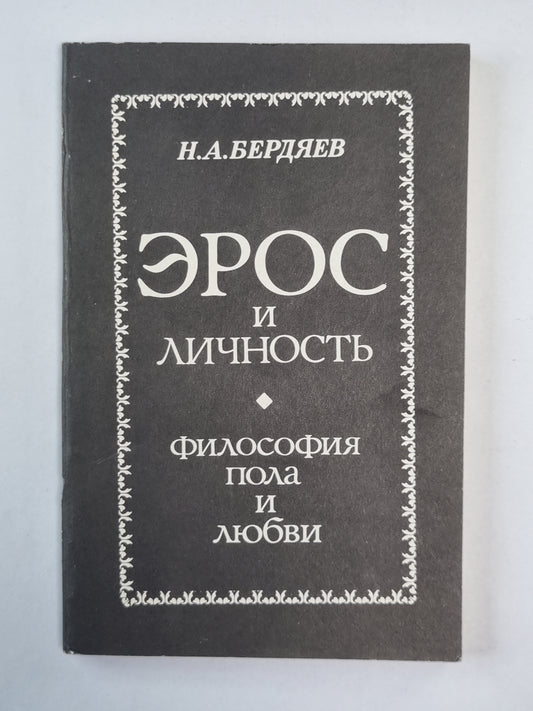 Н.А.БЕРДЯЕВ
ЭРОС
И
ЛИЧНОСТЬ
ФИЛОСОФИЯ
ПОЛА
И
ЛЮБВИ